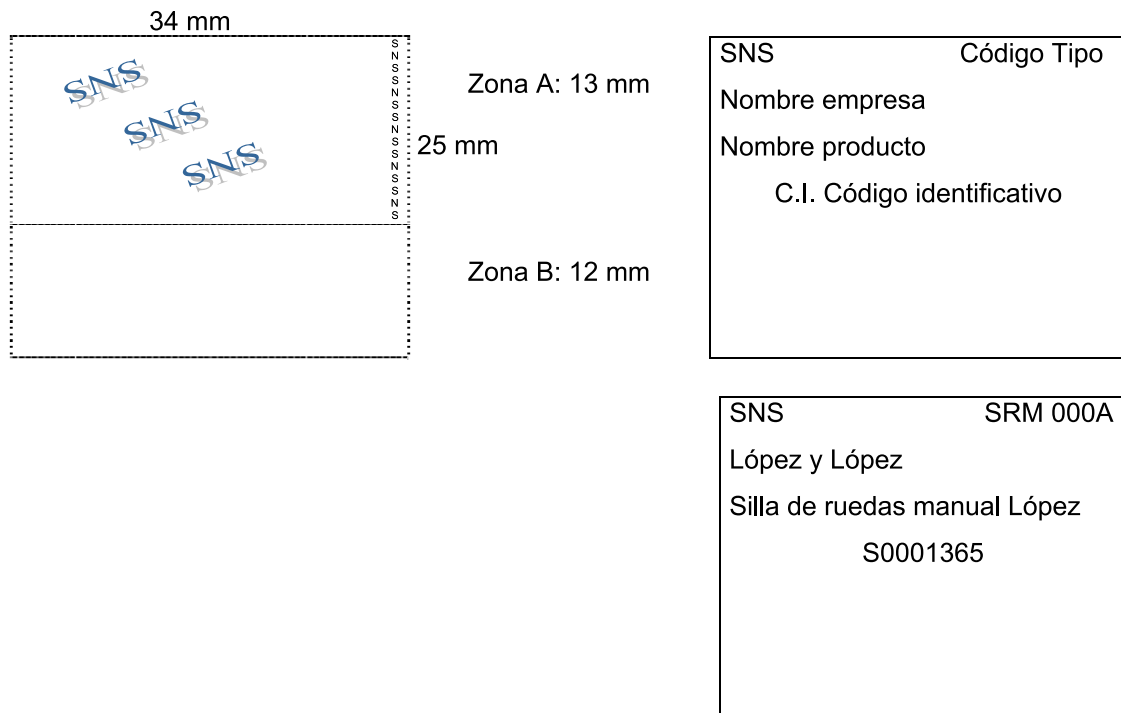 34 mm
SNS
SNS
SNS
SNSSNSSNSSNSSNS
Zona A: 13 mm
25 mm
Zona B: 12 mm
SNS Código Tipo
Nombre empresa
Nombre producto
C.I. Código identificativo
SNS SRM 000A
López y López
Silla de ruedas manual López
S0001365